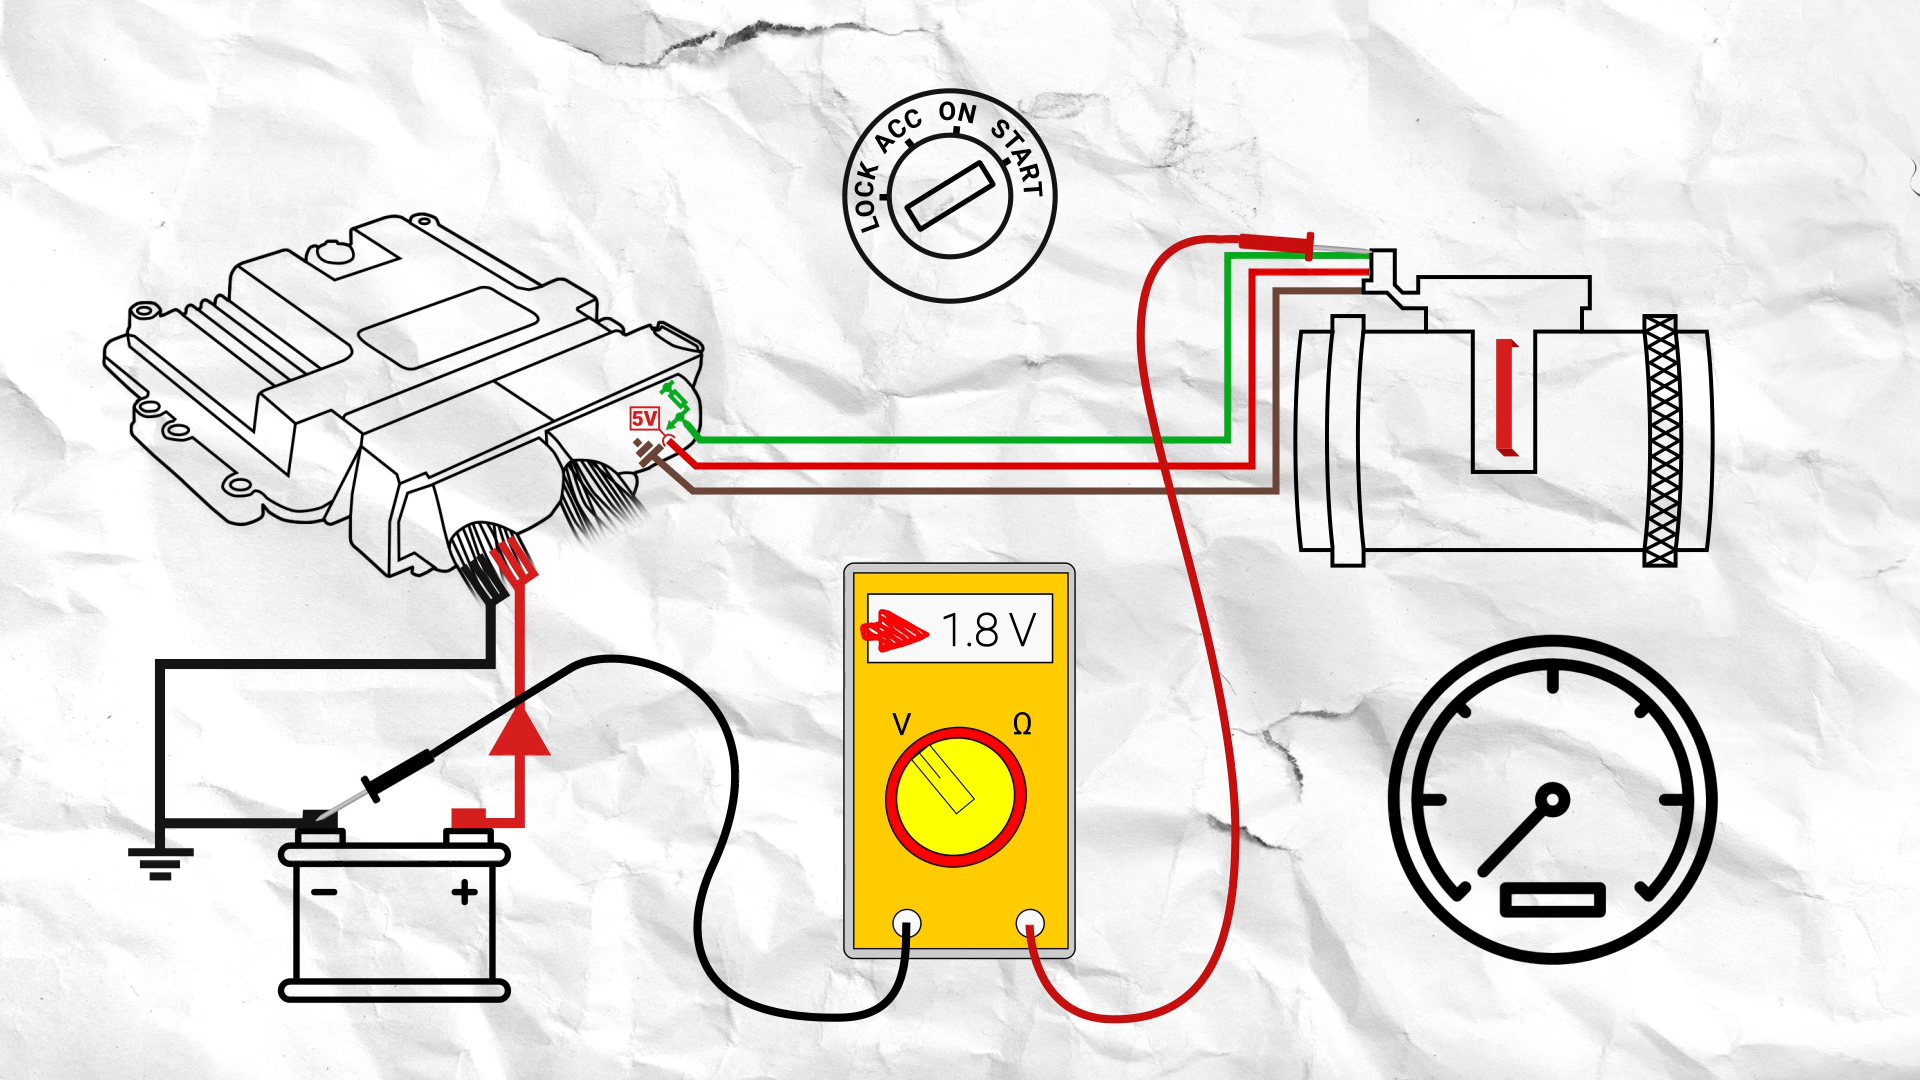 LOCK ACC ON START
5V
1.8 V
V Ω
− +